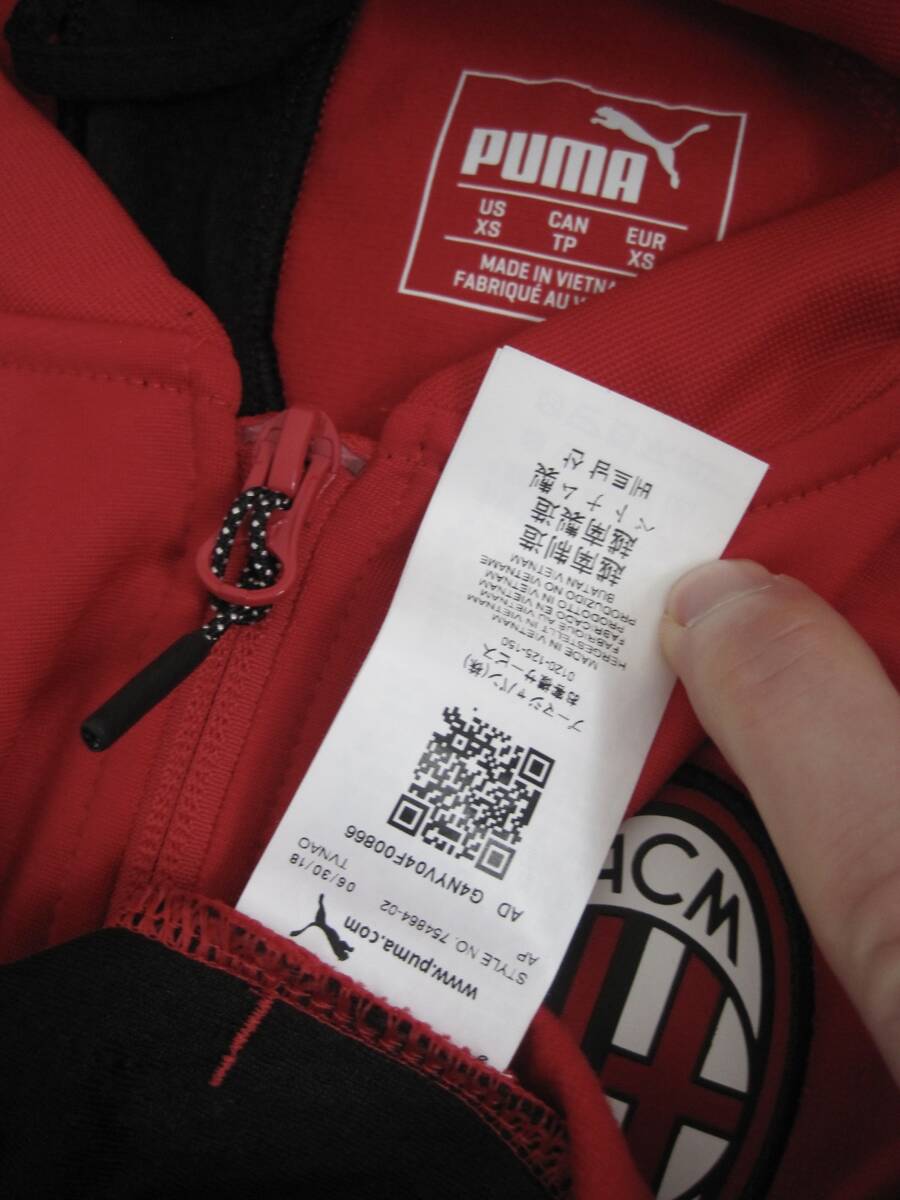 PUMA
US CAN EUR
XS TP XS
MADE IN VIETNA
FABRIQUÉ AU V
www.puma.com
STYLE NO. 754864-02
AP
06/30/18
TVNAO
AD G4NYV04F00866
プーマジャパン(株)
お客様サービス
0120-125-150
MADE IN VIETNAM
HERGESTELLT IN VIETNAM
FABRIQUÉ AU VIETNAM
FABRICADO EN VIETNAM
PRODOTTO IN VIETNAM
PRODUZIDO NO VIETNAME
BUATAN VIETNAM
越南制造
越南製造
ベトナム製
베트남산
ACM